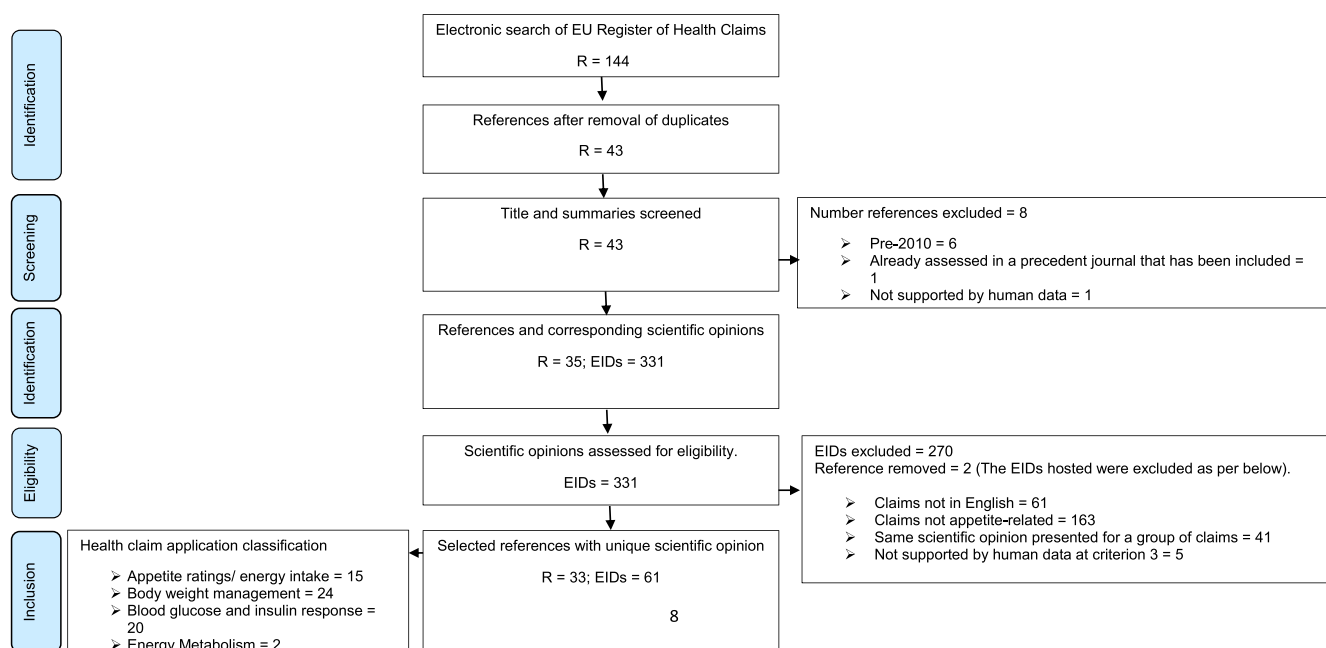 Identification
Electronic search of EU Register of Health Claims
R = 144
References after removal of duplicates
R = 43
Screening
Title and summaries screened
R = 43
Number references excluded = 8
➢ Pre-2010 = 6
➢ Already assessed in a precedent journal that has been included =
1
➢ Not supported by human data = 1
Identification
References and corresponding scientific opinions
R = 35; EIDs = 331
Eligibility
Scientific opinions assessed for eligibility.
EIDs = 331
EIDs excluded = 270
Reference removed = 2 (The EIDs hosted were excluded as per below).
➢ Claims not in English = 61
➢ Claims not appetite-related = 163
➢ Same scientific opinion presented for a group of claims = 41
➢ Not supported by human data at criterion 3 = 5
Inclusion
Selected references with unique scientific opinion
R = 33; EIDs = 61
8
Health claim application classification
➢ Appetite ratings/ energy intake = 15
➢ Body weight management = 24
➢ Blood glucose and insulin response =
20
➢ Energy Metabolism = 2